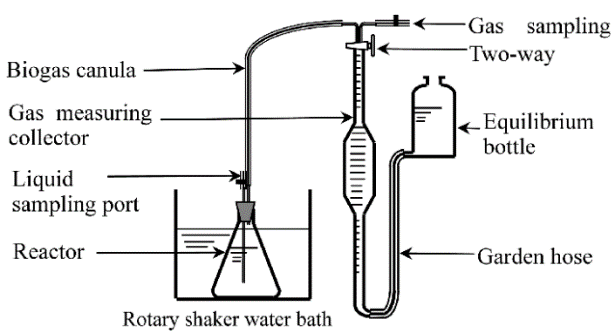 Gas sampling
Two-way
Biogas canula
Gas measuring
collector
Equilibrium
bottle
Liquid
sampling port
Reactor
Garden hose
Rotary shaker water bath